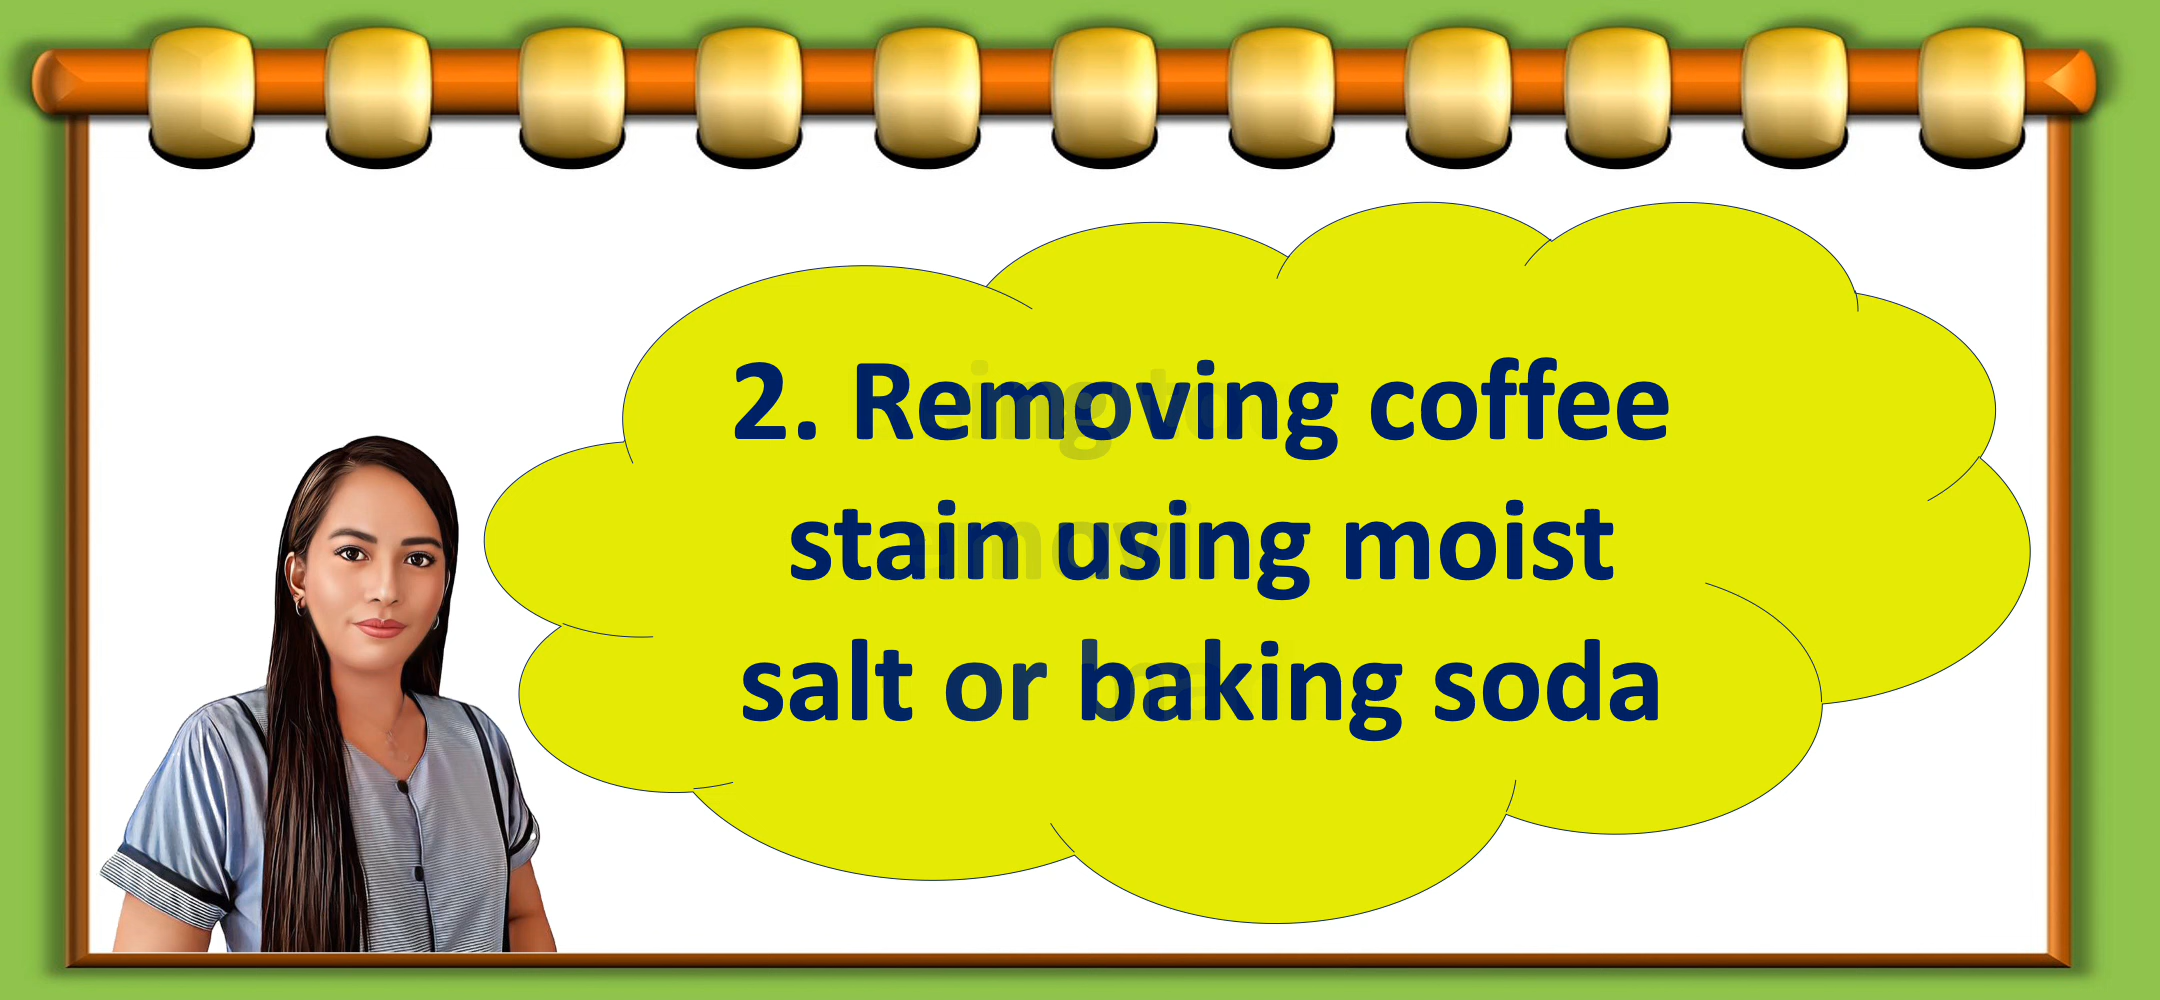 2. Removing coffee
stain using moist
salt or baking soda